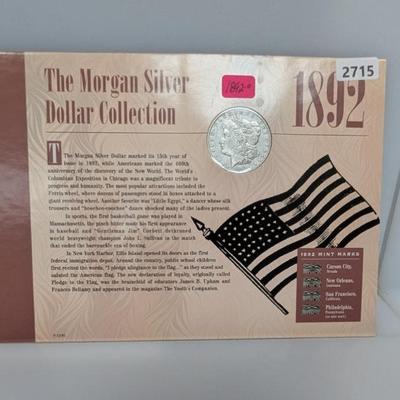 The Morgan Silver
Dollar Collection
1892-O
1892
2715
The Morgan Silver Dollar marked its 15th year of
issue in 1892, while Americans marked the 400th
anniversary of the discovery of the New World. The World's
Columbian Exposition in Chicago was a magnificent tribute to
progress and humanity. The most popular attractions included the
Ferris wheel, where dozens of passengers stood in boxes attached to a
giant revolving wheel. Another favorite was "Little Egypt," a dancer whose silk
trousers and "hoochee-coochee" dance shocked many of the ladies present.
In sports, the first basketball game was played in
Massachusetts, the pinch hitter made his first appearance
in baseball and "Gentleman Jim" Corbett dethroned
world heavyweight champion John L. Sullivan in the match
that ended the bareknuckle era of boxing.
In New York Harbor, Ellis Island opened its doors as the first
federal immigration depot. Around the country, public school children
first recited the words, "I pledge allegiance to the flag..." as they stood and
saluted the American flag. The new declaration of loyalty, originally called
Pledge to the Flag, was the brainchild of educators James B. Upham and
Frances Bellamy and appeared in the magazine The Youth's Companion.
1892 MINT MARKS
Carson City,
Nevada
New Orleans,
Louisiana
San Francisco,
California
Philadelphia,
Pennsylvania
(no mint mark)